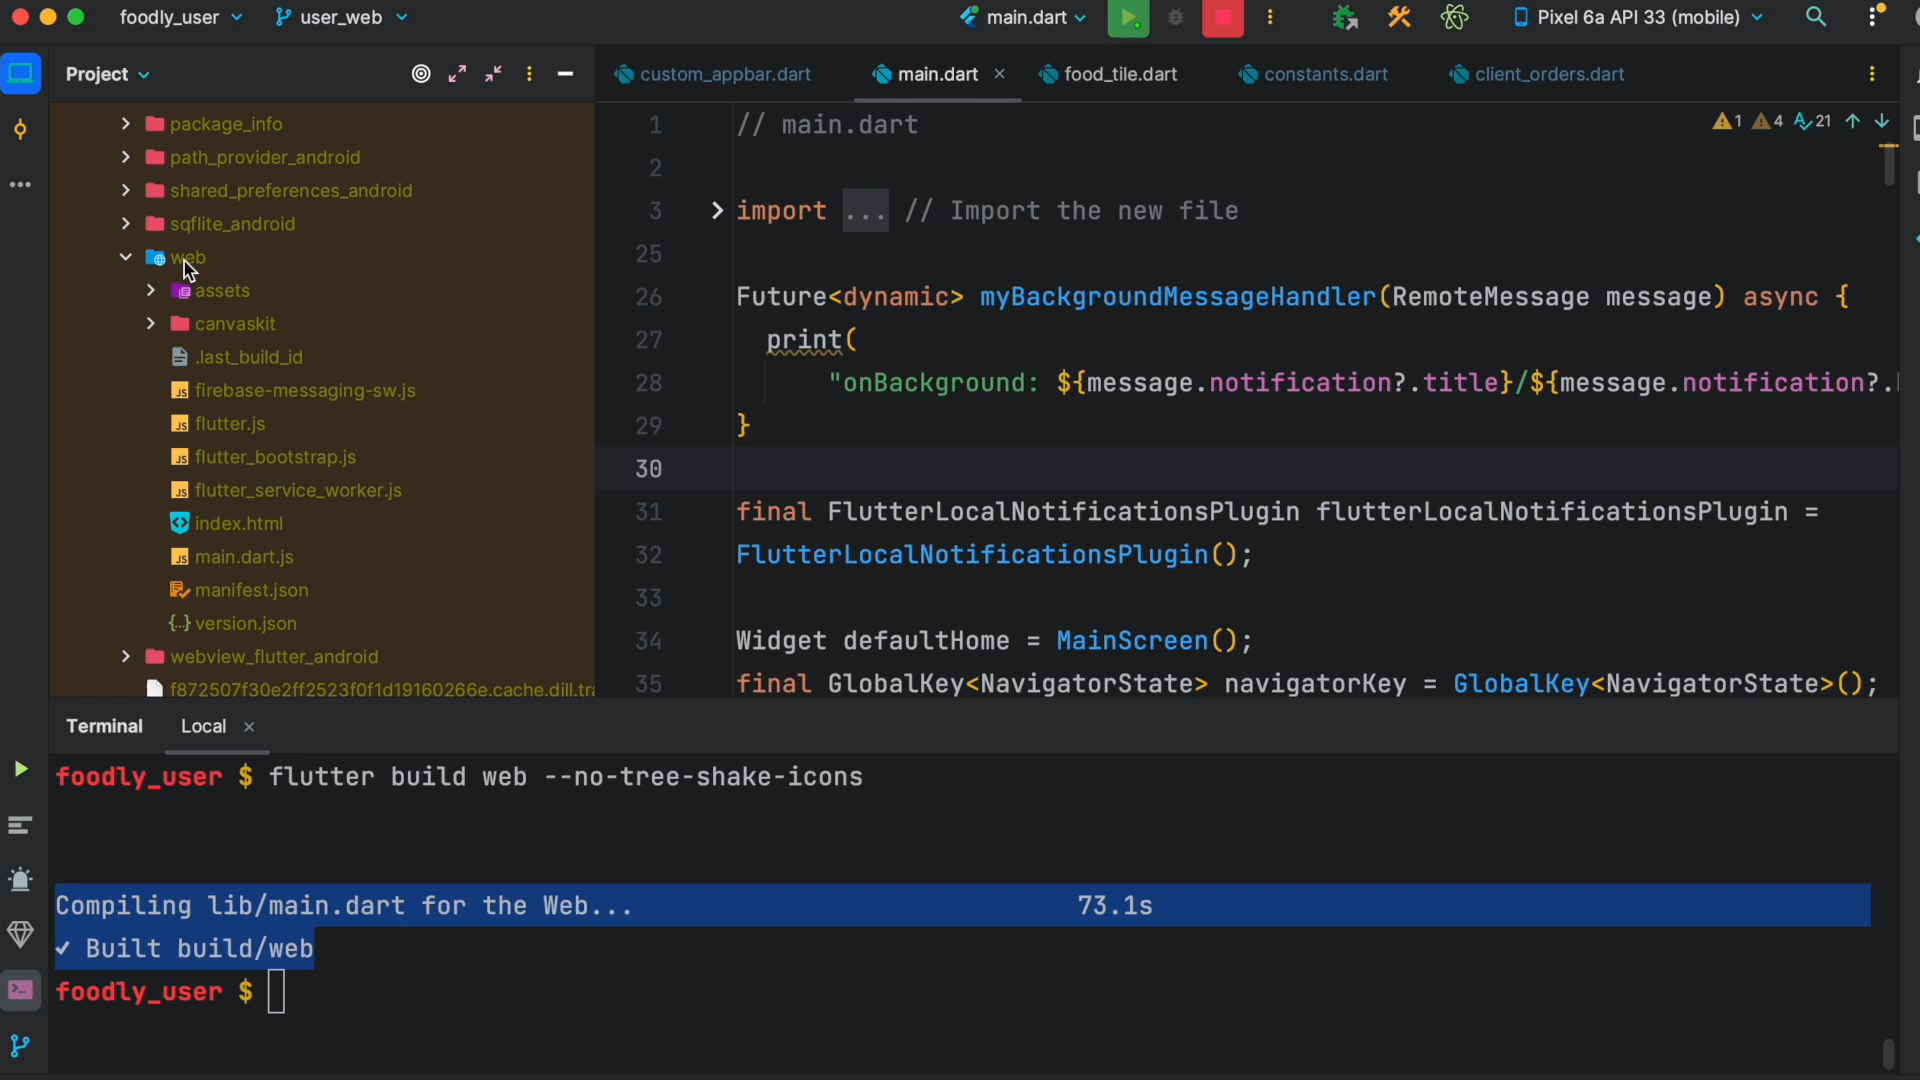 foodly_user
user_web
main.dart
Pixel 6a API 33 (mobile)
Project
custom_appbar.dart
main.dart
food_tile.dart
constants.dart
client_orders.dart
package_info
path_provider_android
shared_preferences_android
sqflite_android
web
assets
canvaskit
.last_build_id
firebase-messaging-sw.js
flutter.js
flutter_bootstrap.js
flutter_service_worker.js
index.html
main.dart.js
manifest.json
version.json
webview_flutter_android
f872507f30e2ff2523f0f1d19160266e.cache.dill.tra
1 4 21
1 // main.dart
2
3 import ... // Import the new file
25
26 Future<dynamic> myBackgroundMessageHandler(RemoteMessage message) async {
27 print(
28 "onBackground: ${message.notification?.title}/${message.notification?.
29 }
30
31 final FlutterLocalNotificationsPlugin flutterLocalNotificationsPlugin =
32 FlutterLocalNotificationsPlugin();
33
34 Widget defaultHome = MainScreen();
35 final GlobalKey<NavigatorState> navigatorKey = GlobalKey<NavigatorState>();
Terminal
Local
foodly_user $ flutter build web --no-tree-shake-icons
Compiling lib/main.dart for the Web... 73.1s
✓ Built build/web
foodly_user $